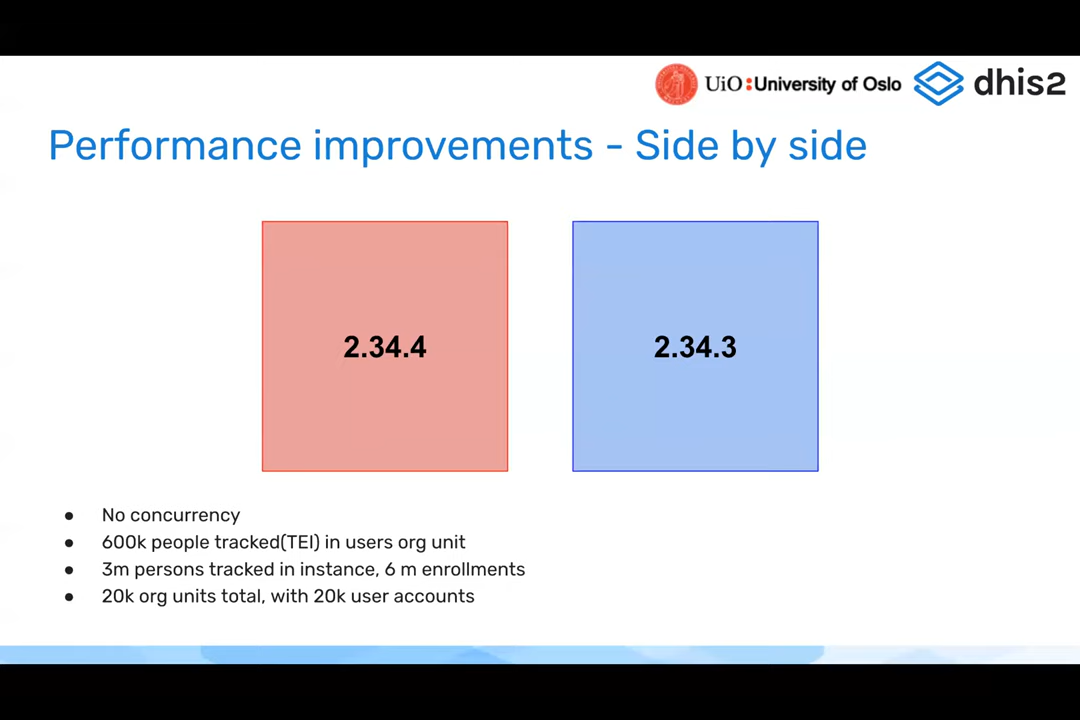 UiO:University of Oslo
dhis2
Performance improvements - Side by side
2.34.4
2.34.3
● No concurrency
● 600k people tracked(TEI) in users org unit
● 3m persons tracked in instance, 6 m enrollments
● 20k org units total, with 20k user accounts